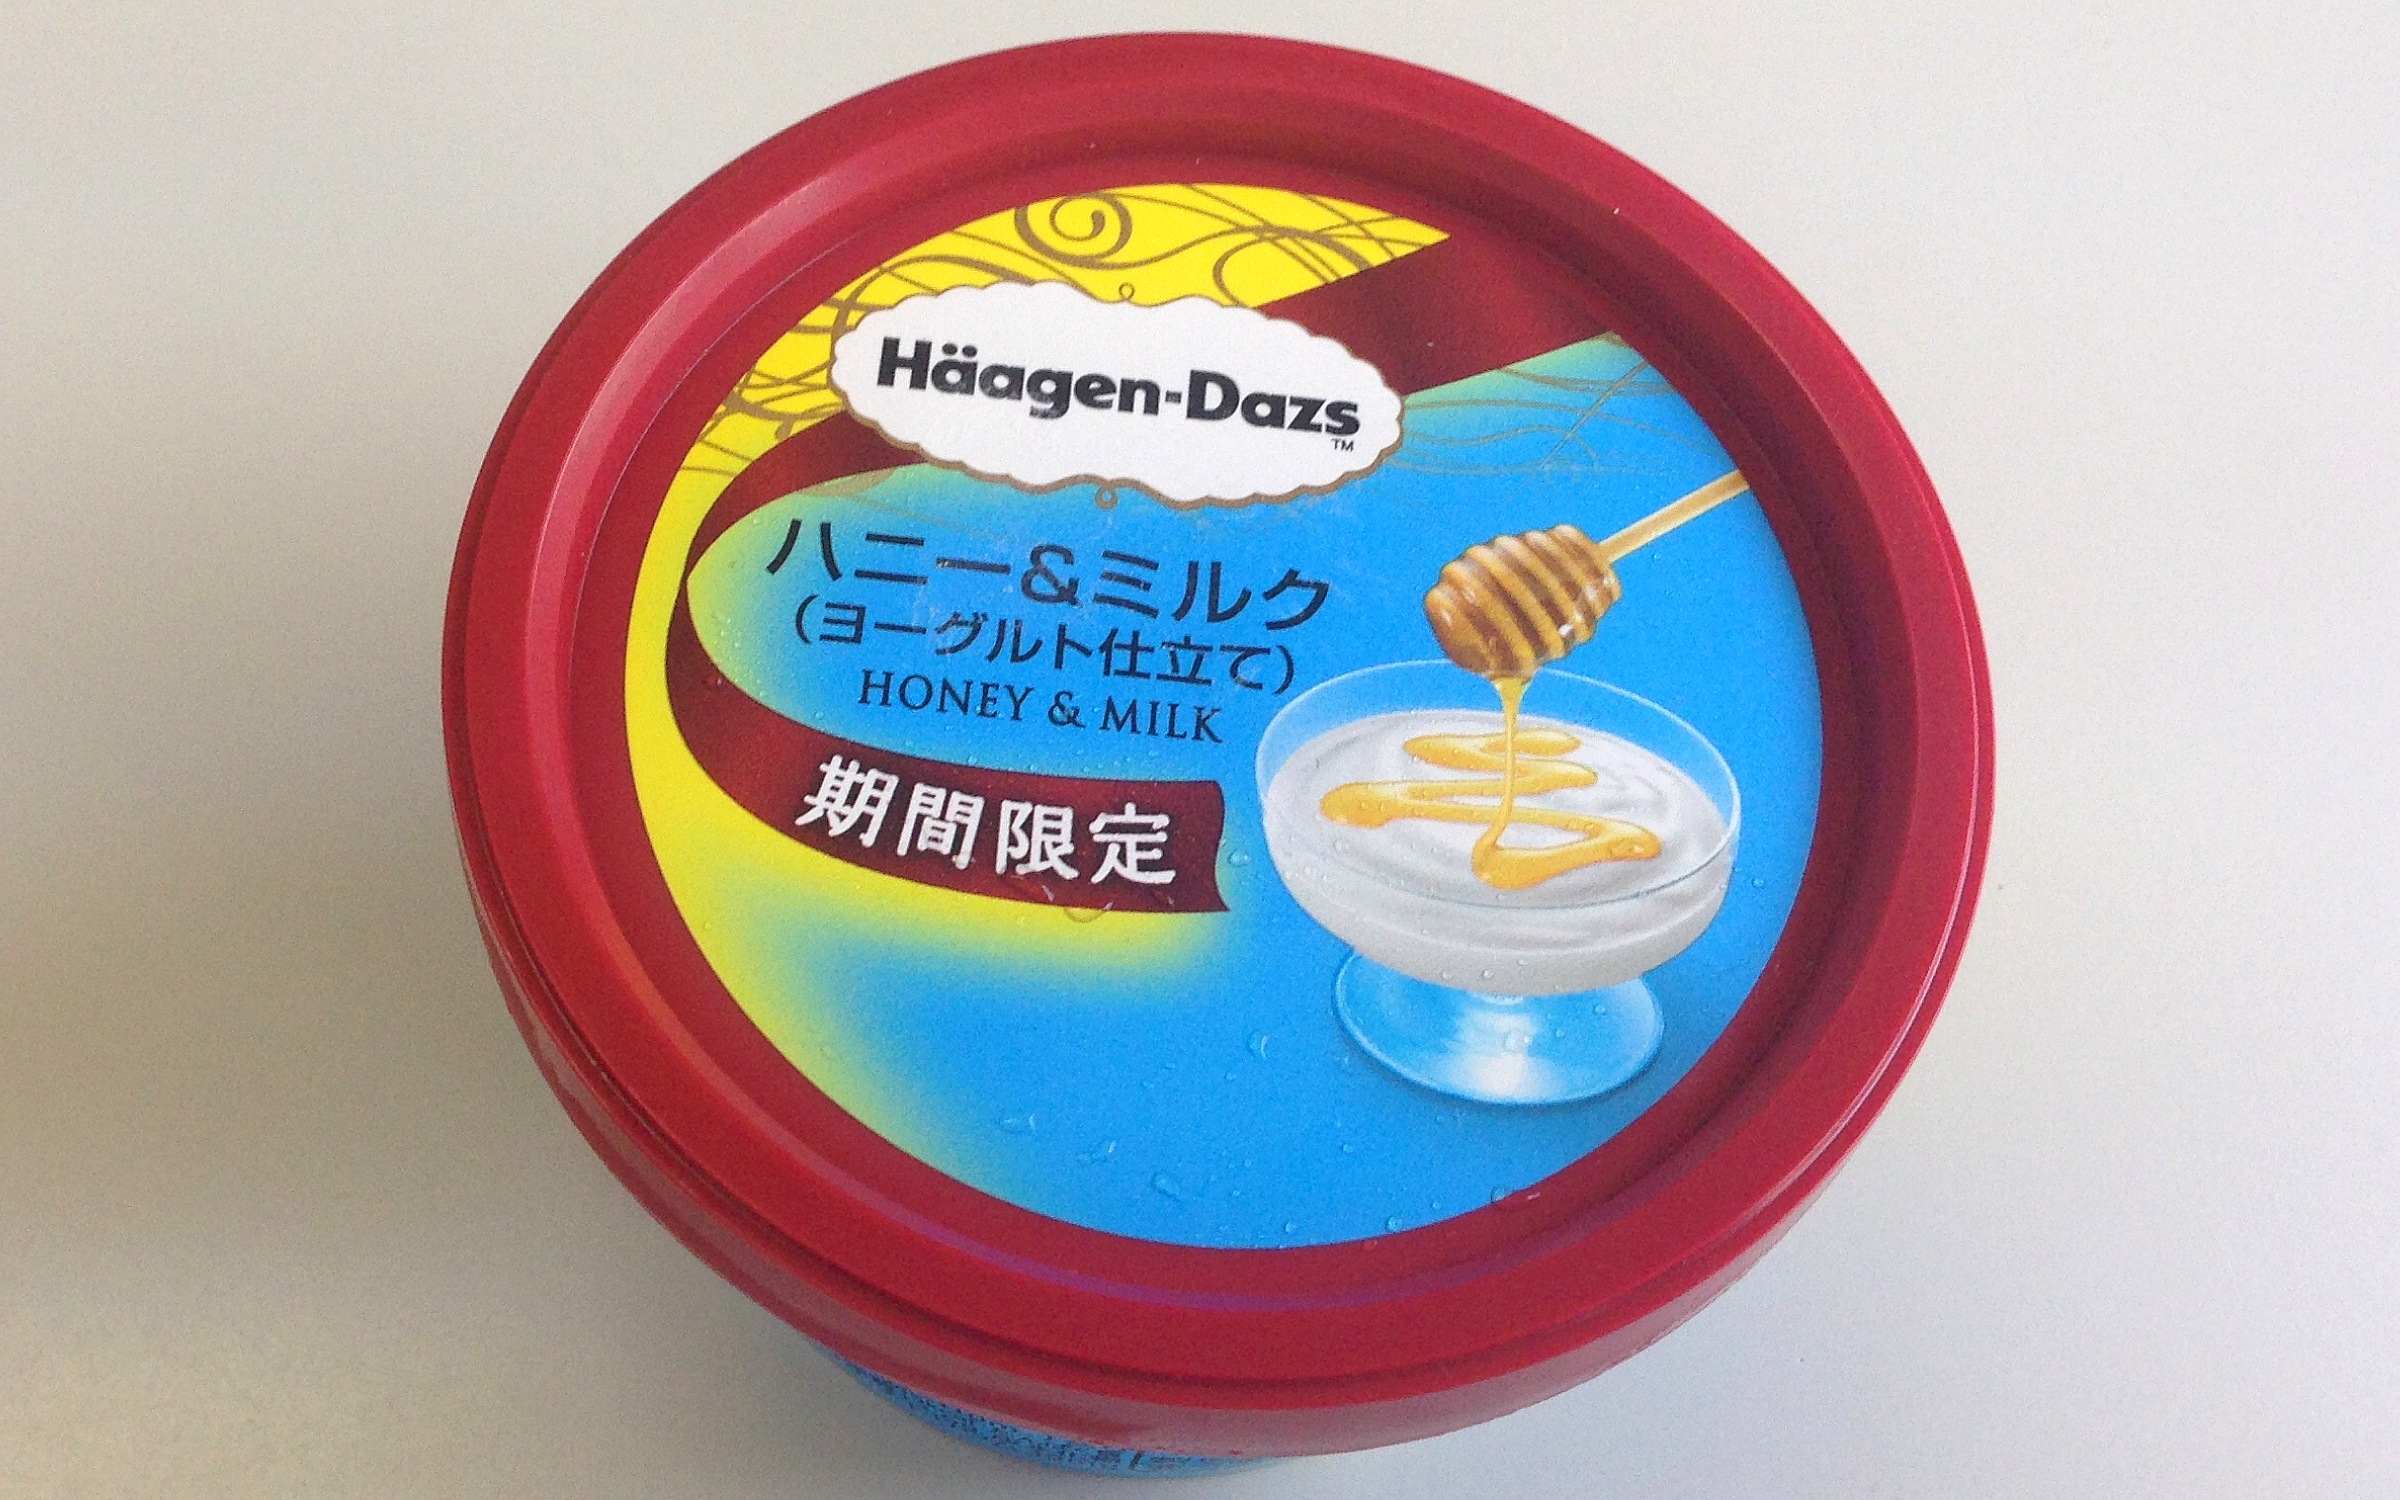 Häagen-Dazs
TM
ハニー&ミルク
(ヨーグルト仕立て)
HONEY & MILK
期間限定